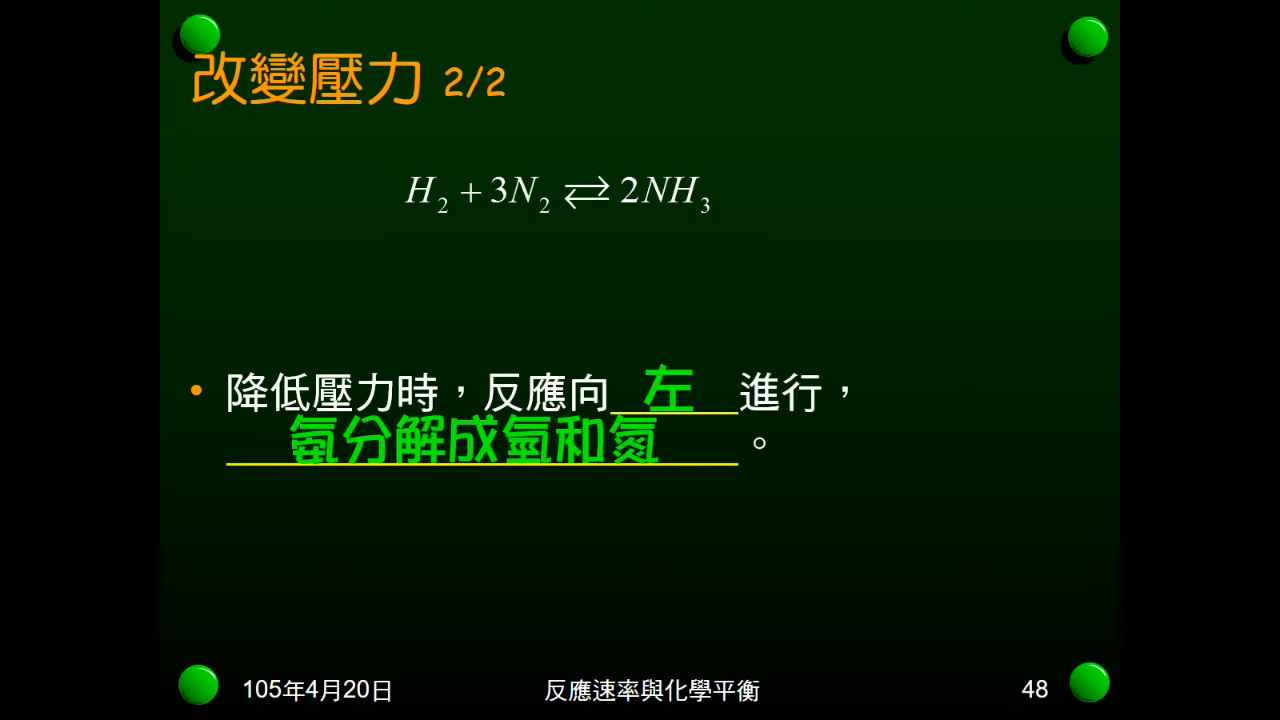 改變壓力 2/2
H₂ + 3N₂ ⇄ 2NH₃
• 降低壓力時，反應向 左 進行，
氨分解成氫和氮 。
105年4月20日 反應速率與化學平衡 48